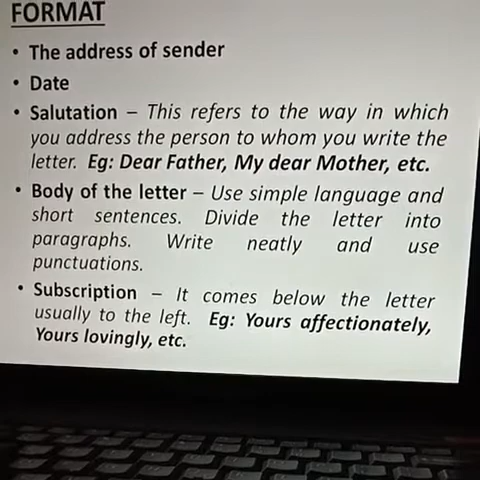 FORMAT
• The address of sender
• Date
• Salutation – This refers to the way in which
you address the person to whom you write the
letter. Eg: Dear Father, My dear Mother, etc.
• Body of the letter – Use simple language and
short sentences. Divide the letter into
paragraphs. Write neatly and use
punctuations.
• Subscription – It comes below the letter
usually to the left. Eg: Yours affectionately,
Yours lovingly, etc.